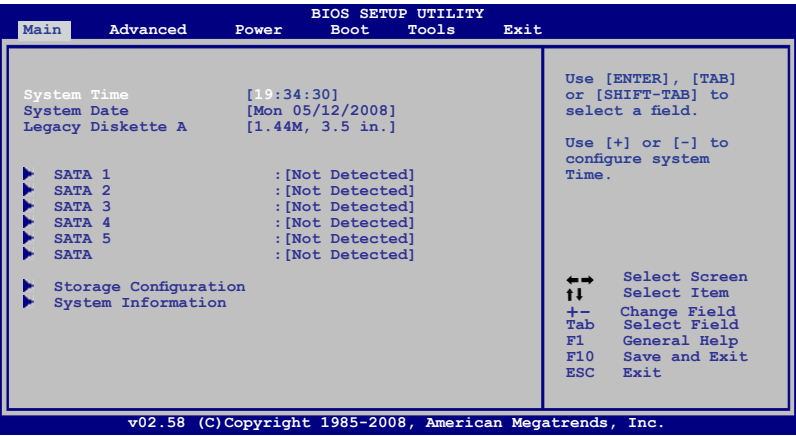 BIOS SETUP UTILITY
Main Advanced Power Boot Tools Exit
System Time [19:34:30]
System Date [Mon 05/12/2008]
Legacy Diskette A [1.44M, 3.5 in.]
SATA 1 :[Not Detected]
SATA 2 :[Not Detected]
SATA 3 :[Not Detected]
SATA 4 :[Not Detected]
SATA 5 :[Not Detected]
SATA :[Not Detected]
Storage Configuration
System Information
Use [ENTER], [TAB]
or [SHIFT-TAB] to
select a field.
Use [+] or [-] to
configure system
Time.
←→ Select Screen
↑↓ Select Item
+- Change Field
Tab Select Field
F1 General Help
F10 Save and Exit
ESC Exit
v02.58 (C)Copyright 1985-2008, American Megatrends, Inc.